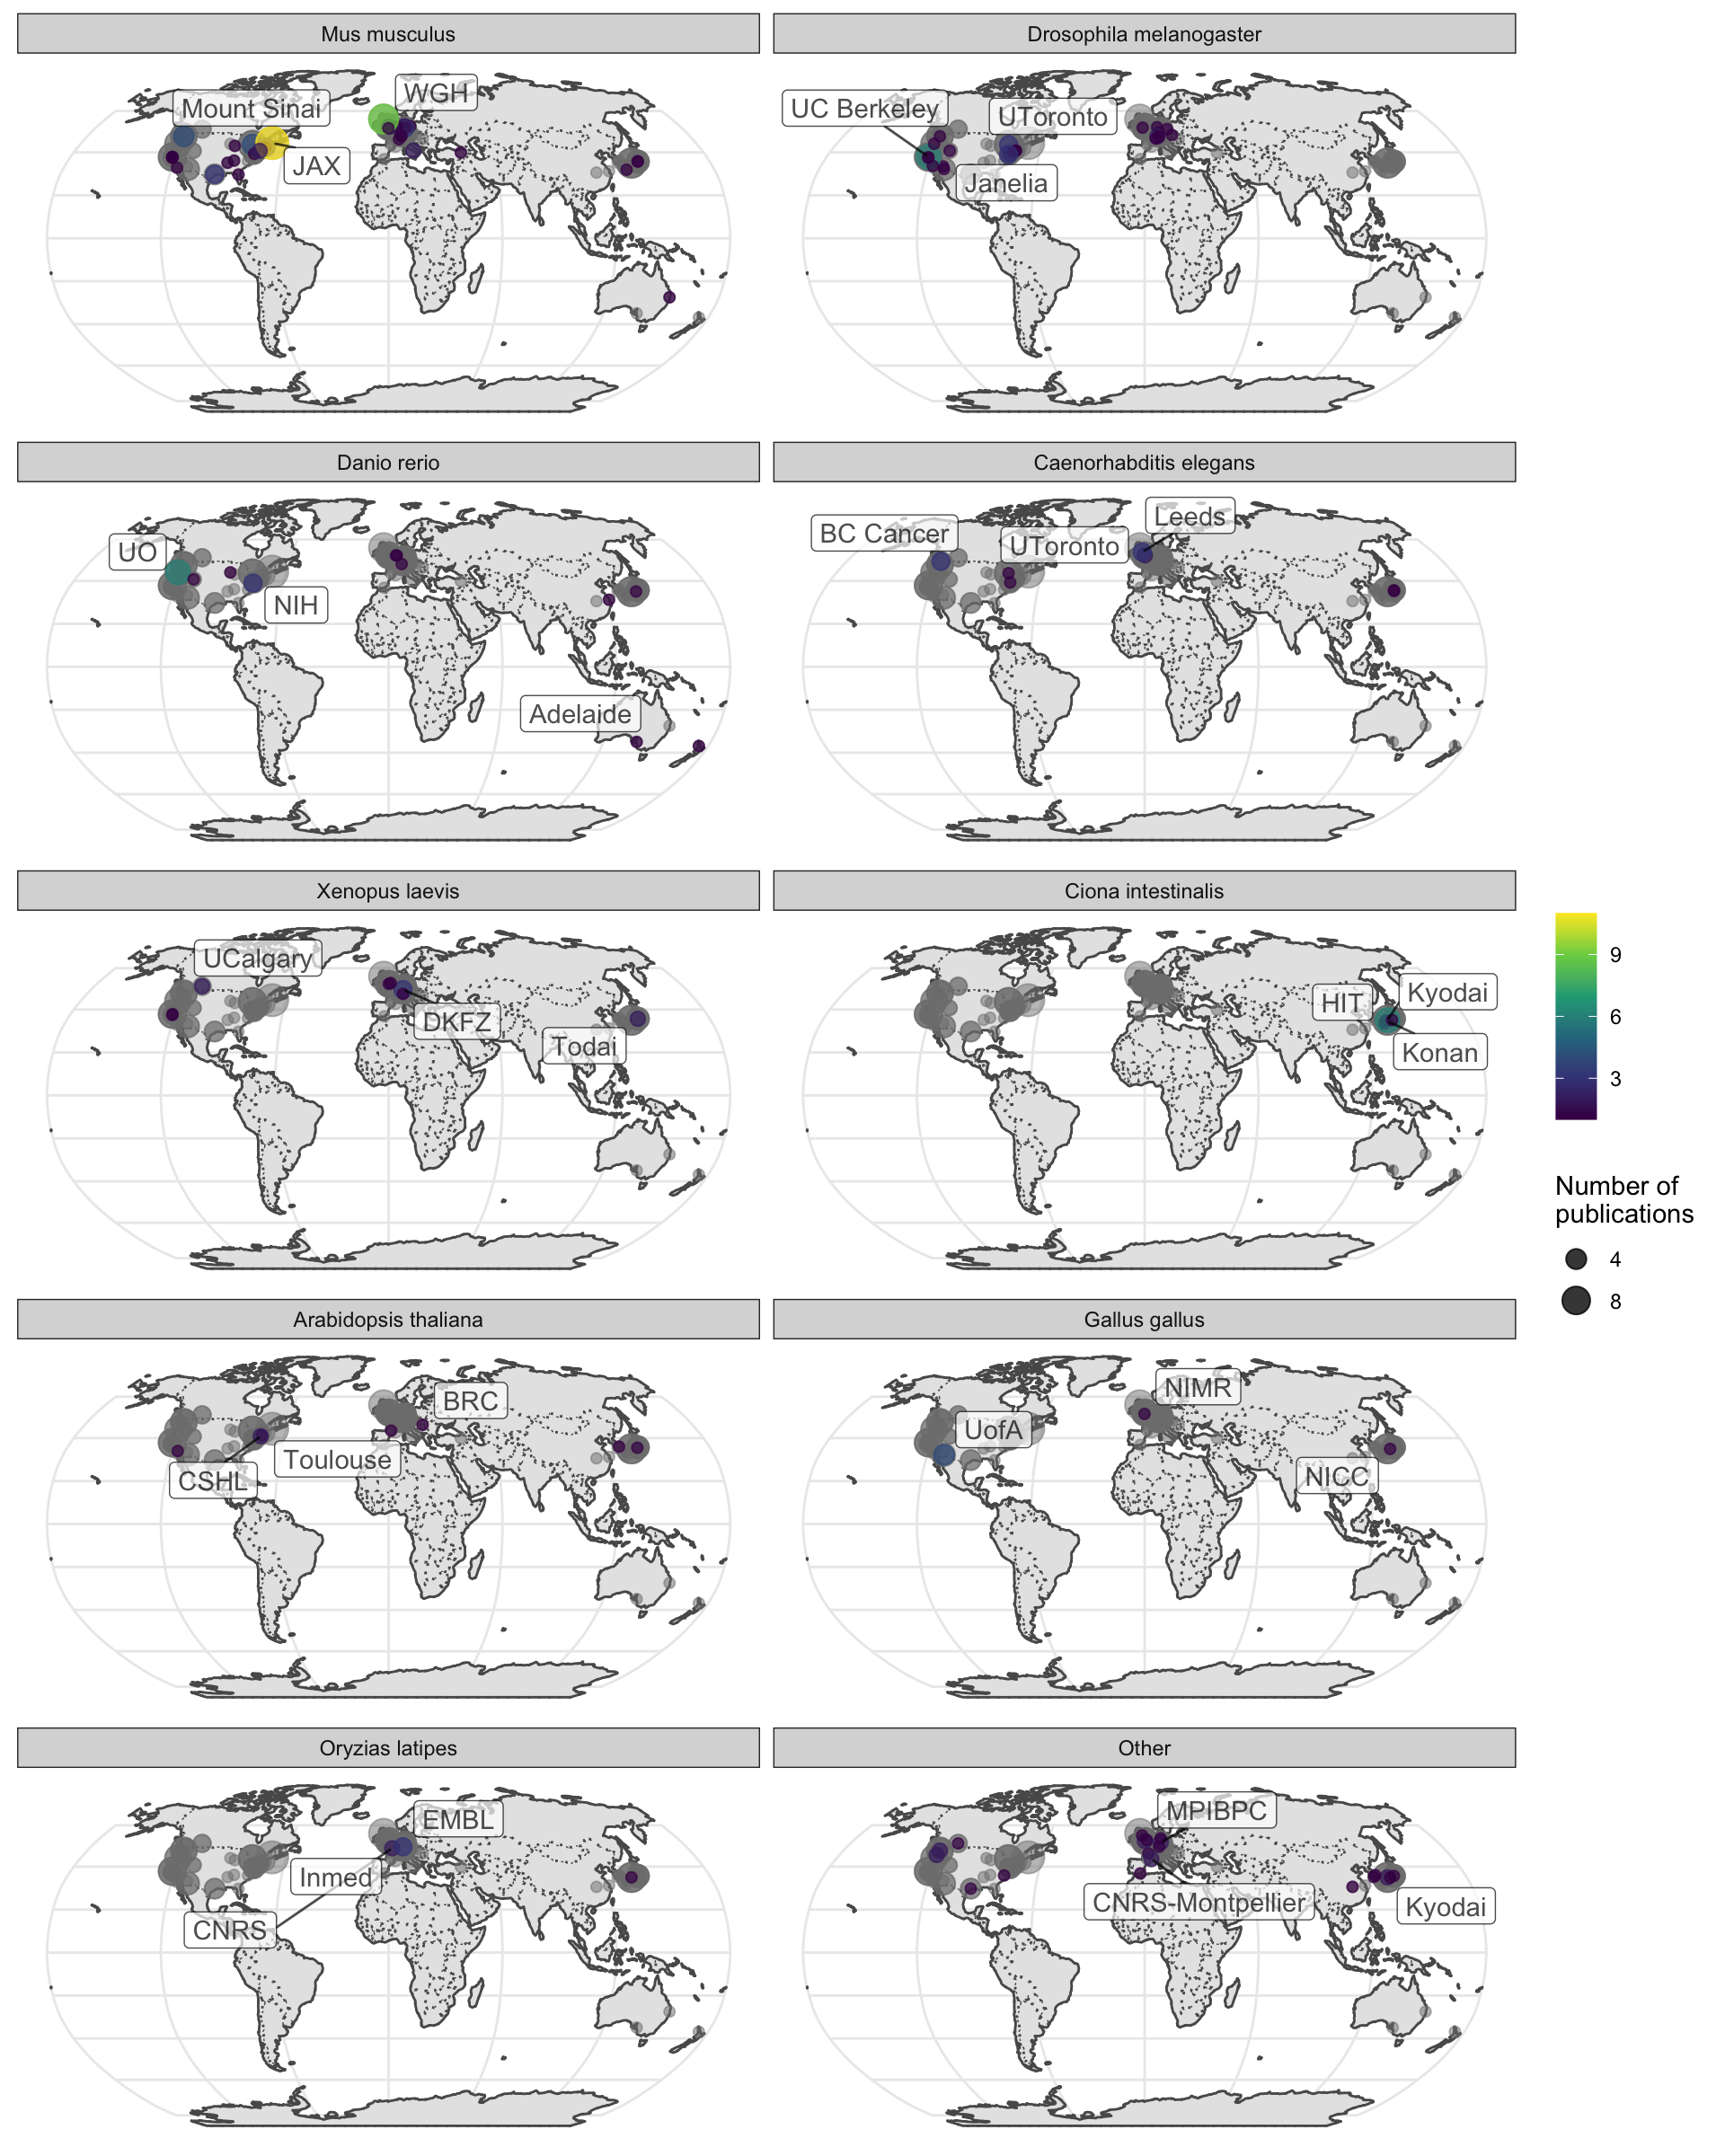 Mus musculus
Drosophila melanogaster
Mount Sinai
WGH
JAX
UC Berkeley
UToronto
Janelia
Danio rerio
Caenorhabditis elegans
UO
NIH
Adelaide
BC Cancer
UToronto
Leeds
Xenopus laevis
Ciona intestinalis
UCalgary
DKFZ
Todai
HIT
Kyodai
Konan
9
6
3
Number of
publications
4
8
Arabidopsis thaliana
Gallus gallus
BRC
Toulouse
CSHL
NIMR
UofA
NICC
Oryzias latipes
Other
EMBL
Inmed
CNRS
MPIBPC
CNRS-Montpellier
Kyodai